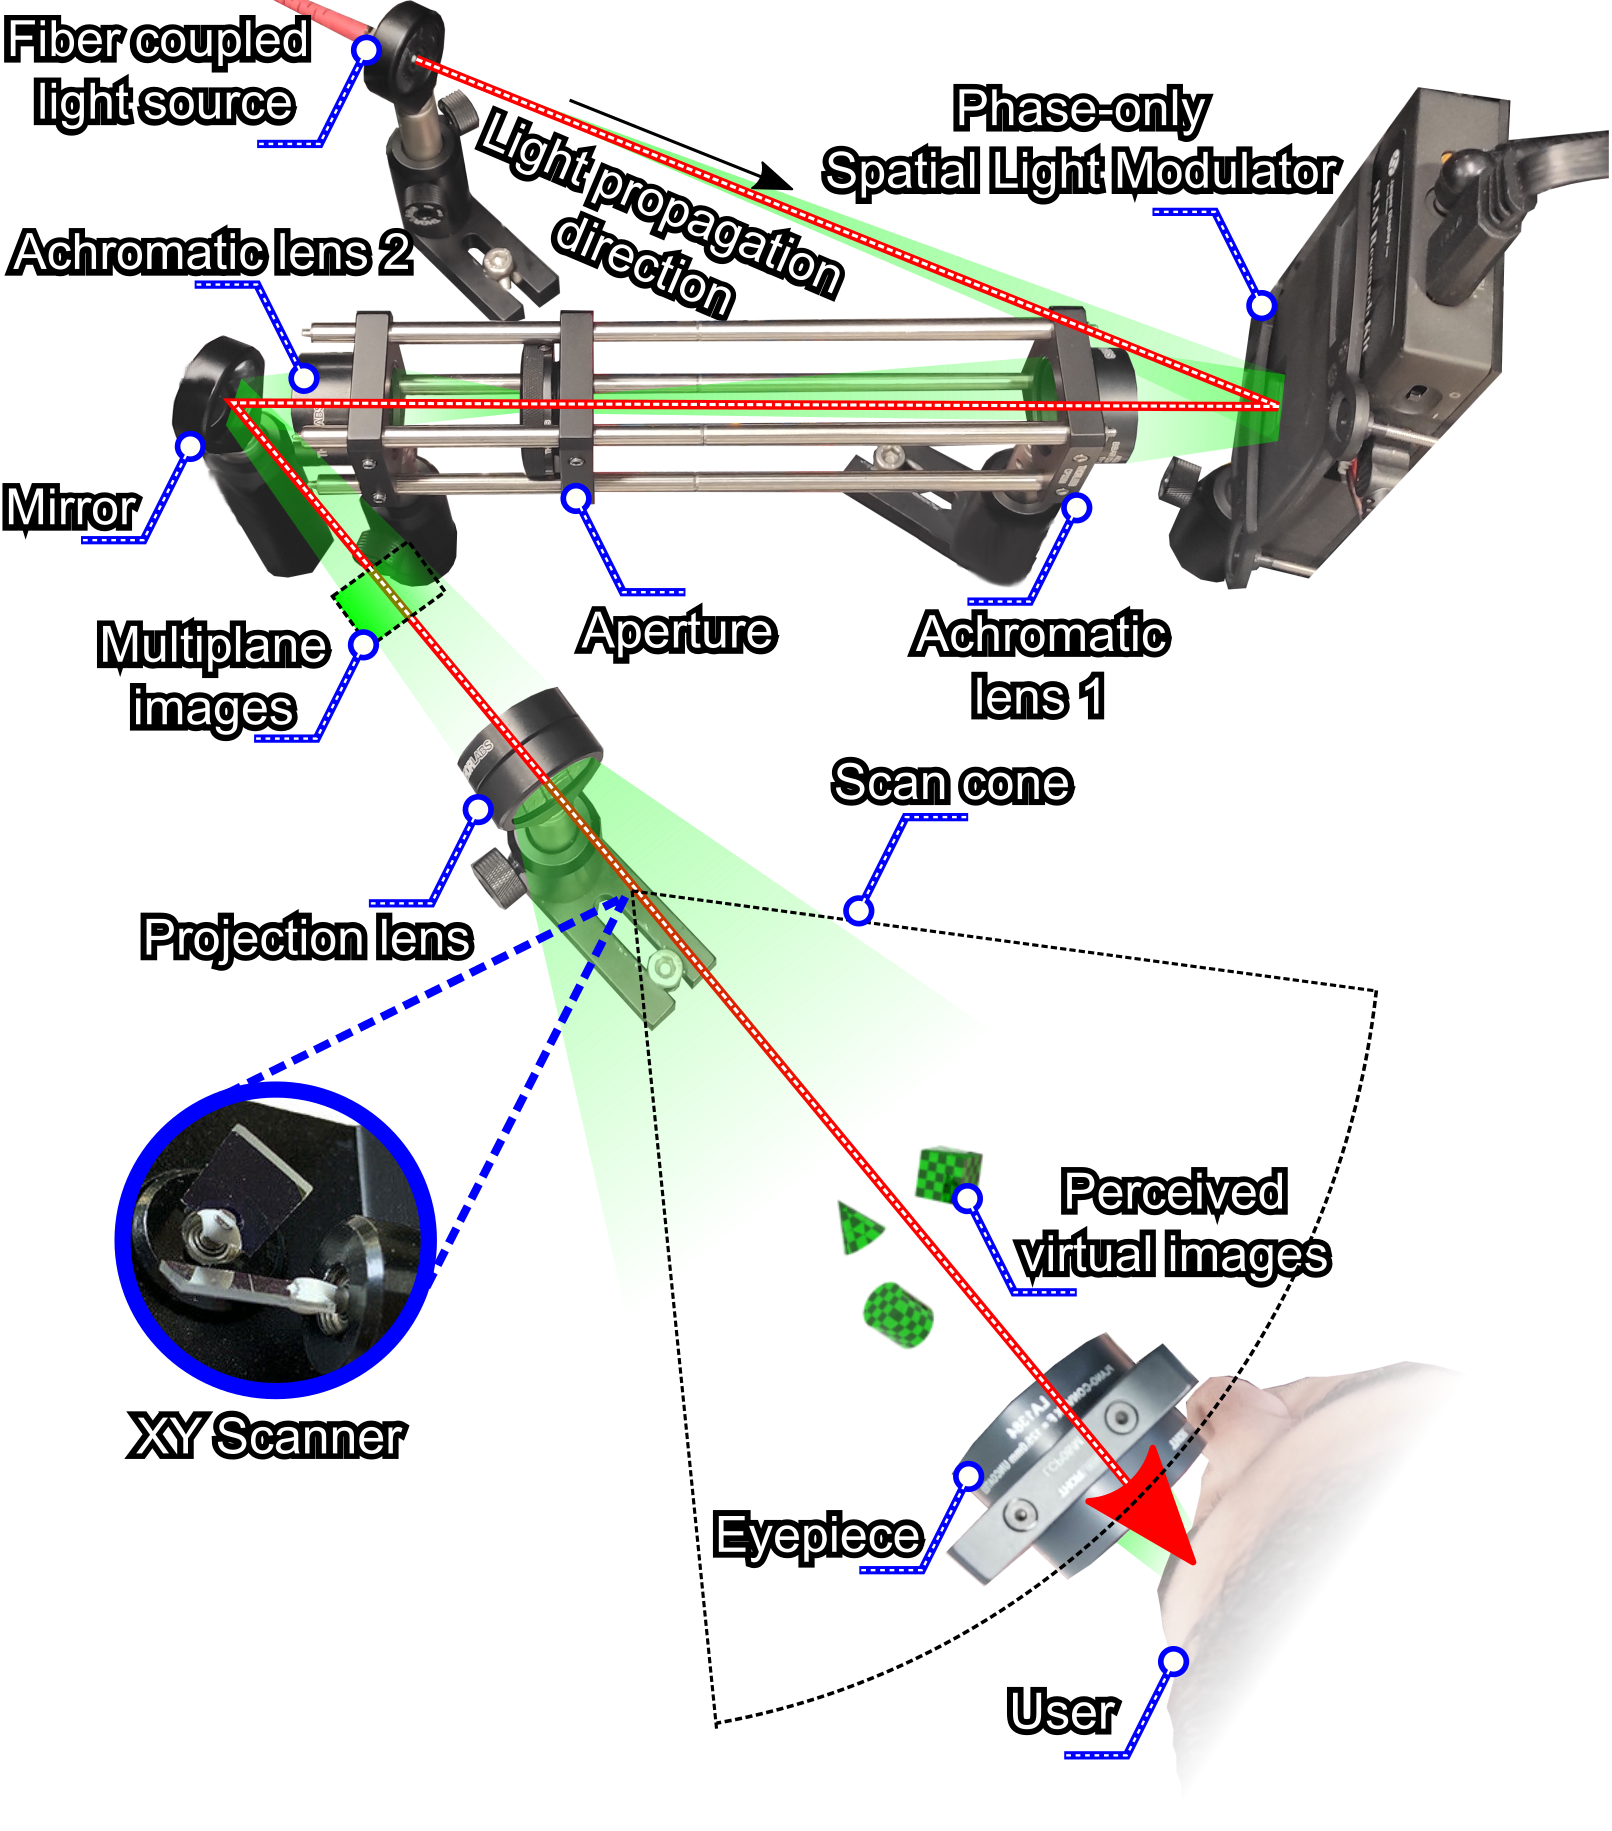 Fiber coupled
light source
Phase-only
Spatial Light Modulator
Light propagation
direction
Achromatic lens 2
Mirror
Multiplane
images
Aperture
Achromatic
lens 1
Scan cone
Projection lens
Perceived
virtual images
XY Scanner
Eyepiece
User